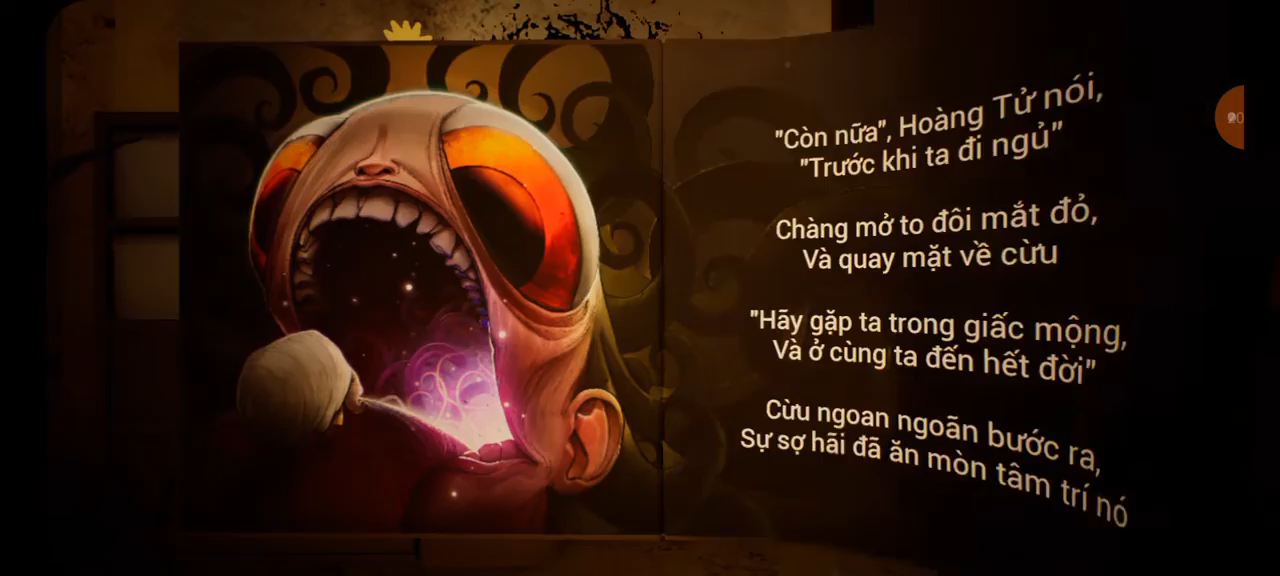 "Còn nữa", Hoàng Tử nói,
"Trước khi ta đi ngủ"
Chàng mở to đôi mắt đỏ,
Và quay mặt về cừu
"Hãy gặp ta trong giấc mộng,
Và ở cùng ta đến hết đời"
Cừu ngoan ngoãn bước ra,
Sự sợ hãi đã ăn mòn tâm trí nó